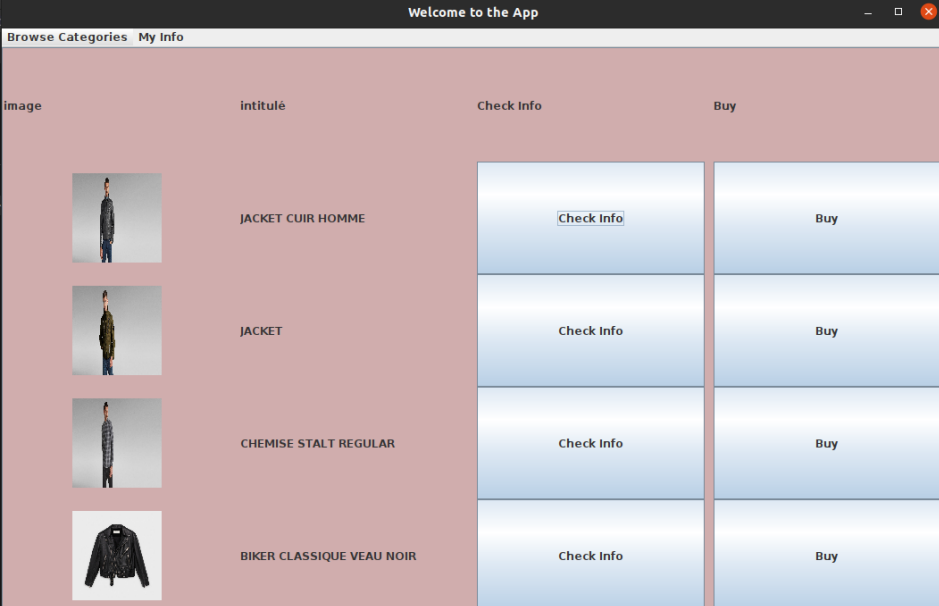 Welcome to the App
Browse Categories My Info
image intitulé Check Info Buy
JACKET CUIR HOMME Check Info Buy
JACKET Check Info Buy
CHEMISE STALT REGULAR Check Info Buy
BIKER CLASSIQUE VEAU NOIR Check Info Buy